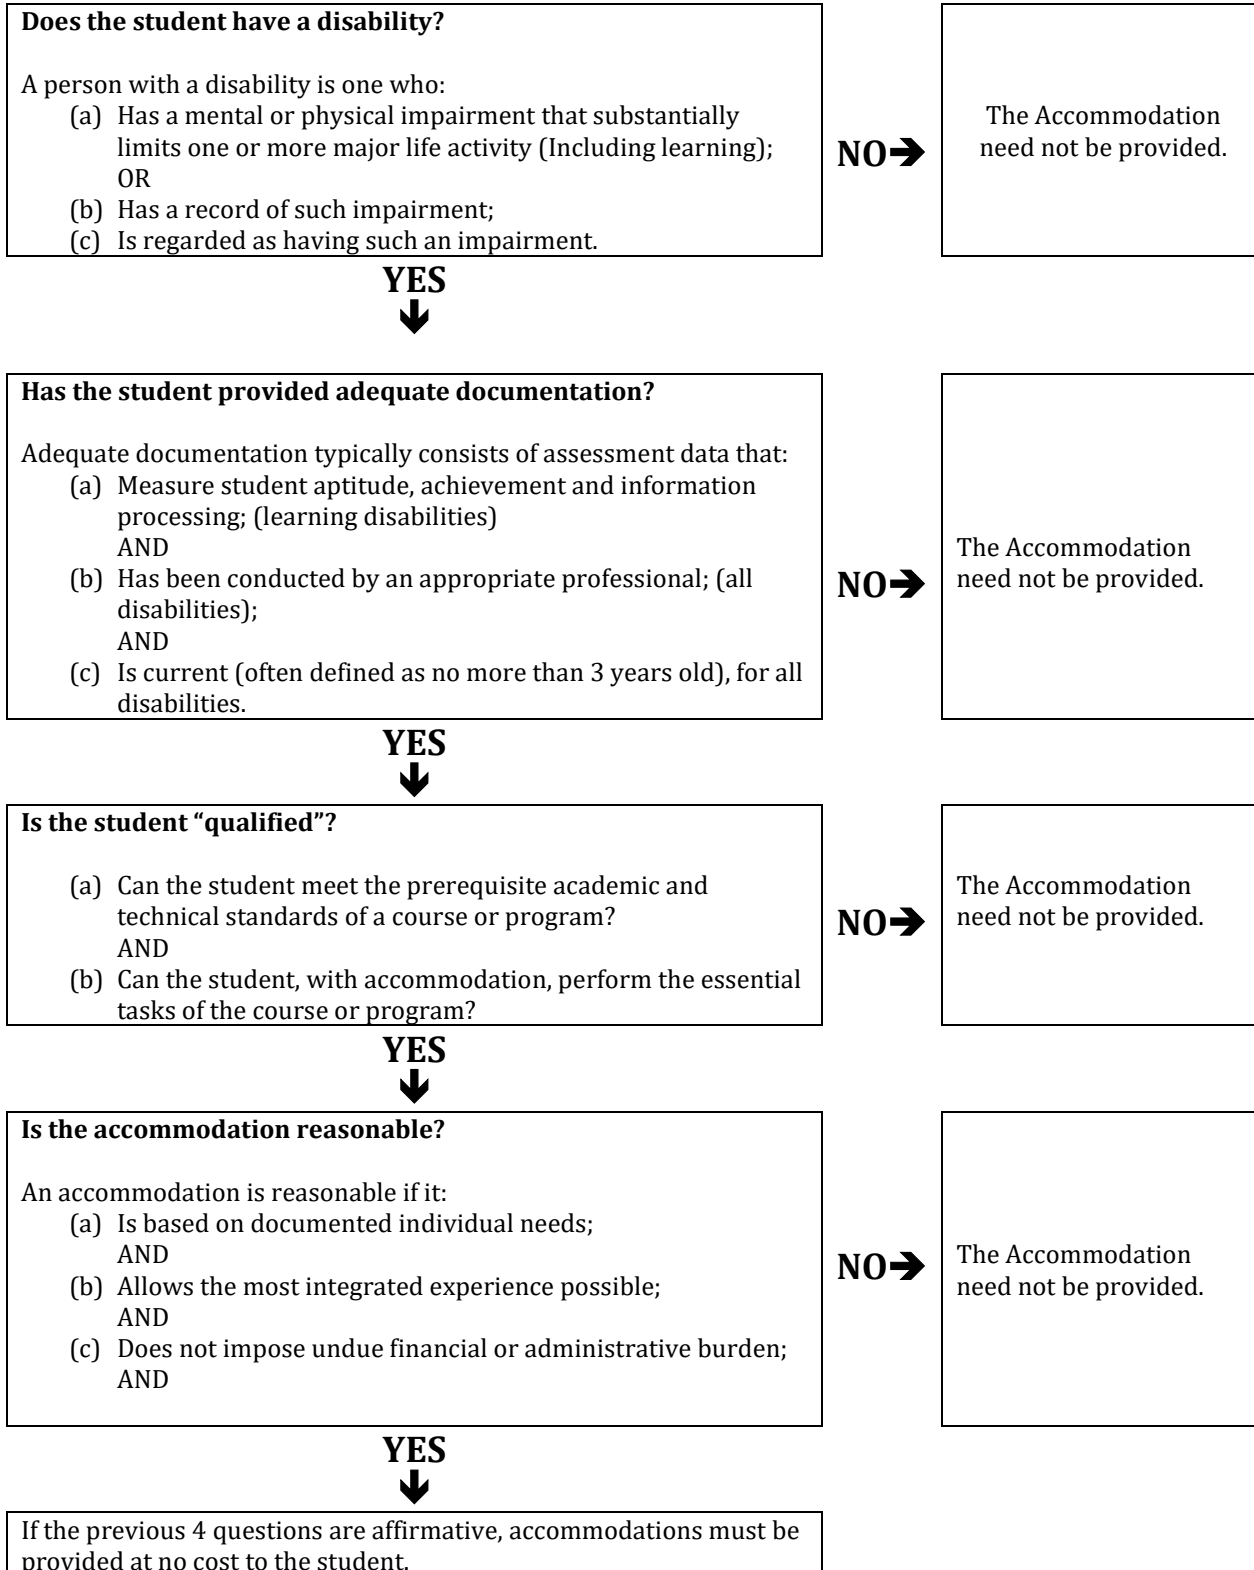 Does the student have a disability?
A person with a disability is one who:
(a) Has a mental or physical impairment that substantially
limits one or more major life activity (Including learning);
OR
(b) Has a record of such impairment;
(c) Is regarded as having such an impairment.
NO➔
The Accommodation
need not be provided.
YES
Has the student provided adequate documentation?
Adequate documentation typically consists of assessment data that:
(a) Measure student aptitude, achievement and information
processing; (learning disabilities)
AND
(b) Has been conducted by an appropriate professional; (all
disabilities);
AND
(c) Is current (often defined as no more than 3 years old), for all
disabilities.
NO➔
The Accommodation
need not be provided.
YES
Is the student “qualified”?
(a) Can the student meet the prerequisite academic and
technical standards of a course or program?
AND
(b) Can the student, with accommodation, perform the essential
tasks of the course or program?
NO➔
The Accommodation
need not be provided.
YES
Is the accommodation reasonable?
An accommodation is reasonable if it:
(a) Is based on documented individual needs;
AND
(b) Allows the most integrated experience possible;
AND
(c) Does not impose undue financial or administrative burden;
AND
NO➔
The Accommodation
need not be provided.
YES
If the previous 4 questions are affirmative, accommodations must be
provided at no cost to the student.